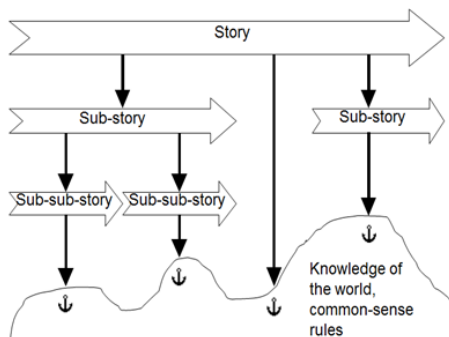 Story
Sub-story
Sub-story
Sub-sub-story
Sub-sub-story
Knowledge of
the world,
common-sense
rules